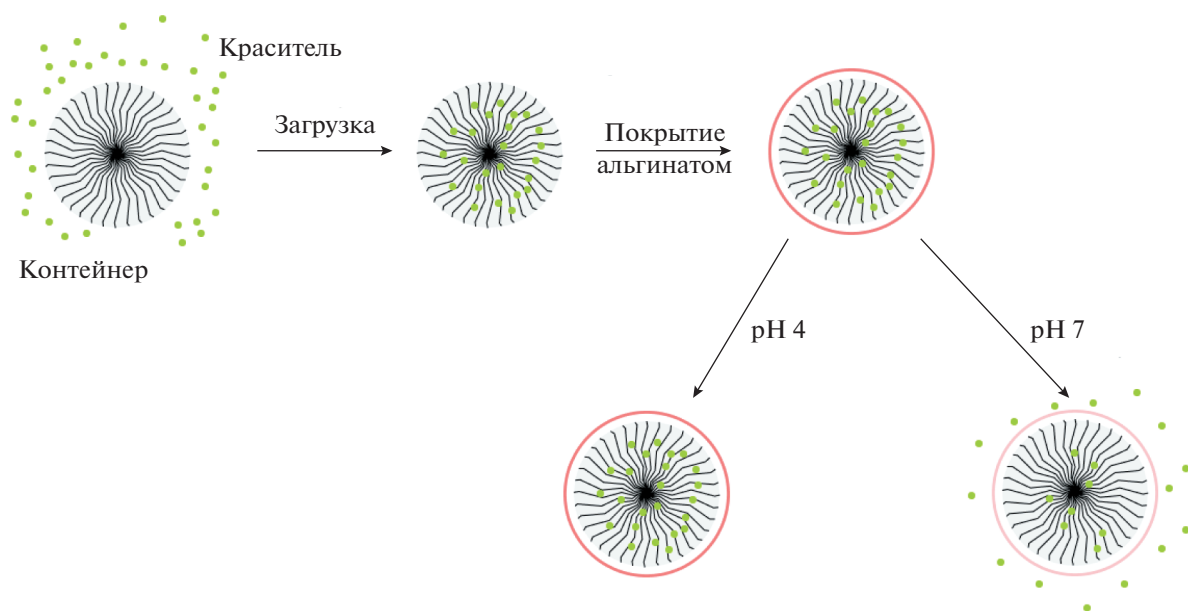 Краситель
Контейнер
Загрузка
Покрытие
альгинатом
pH 4
pH 7